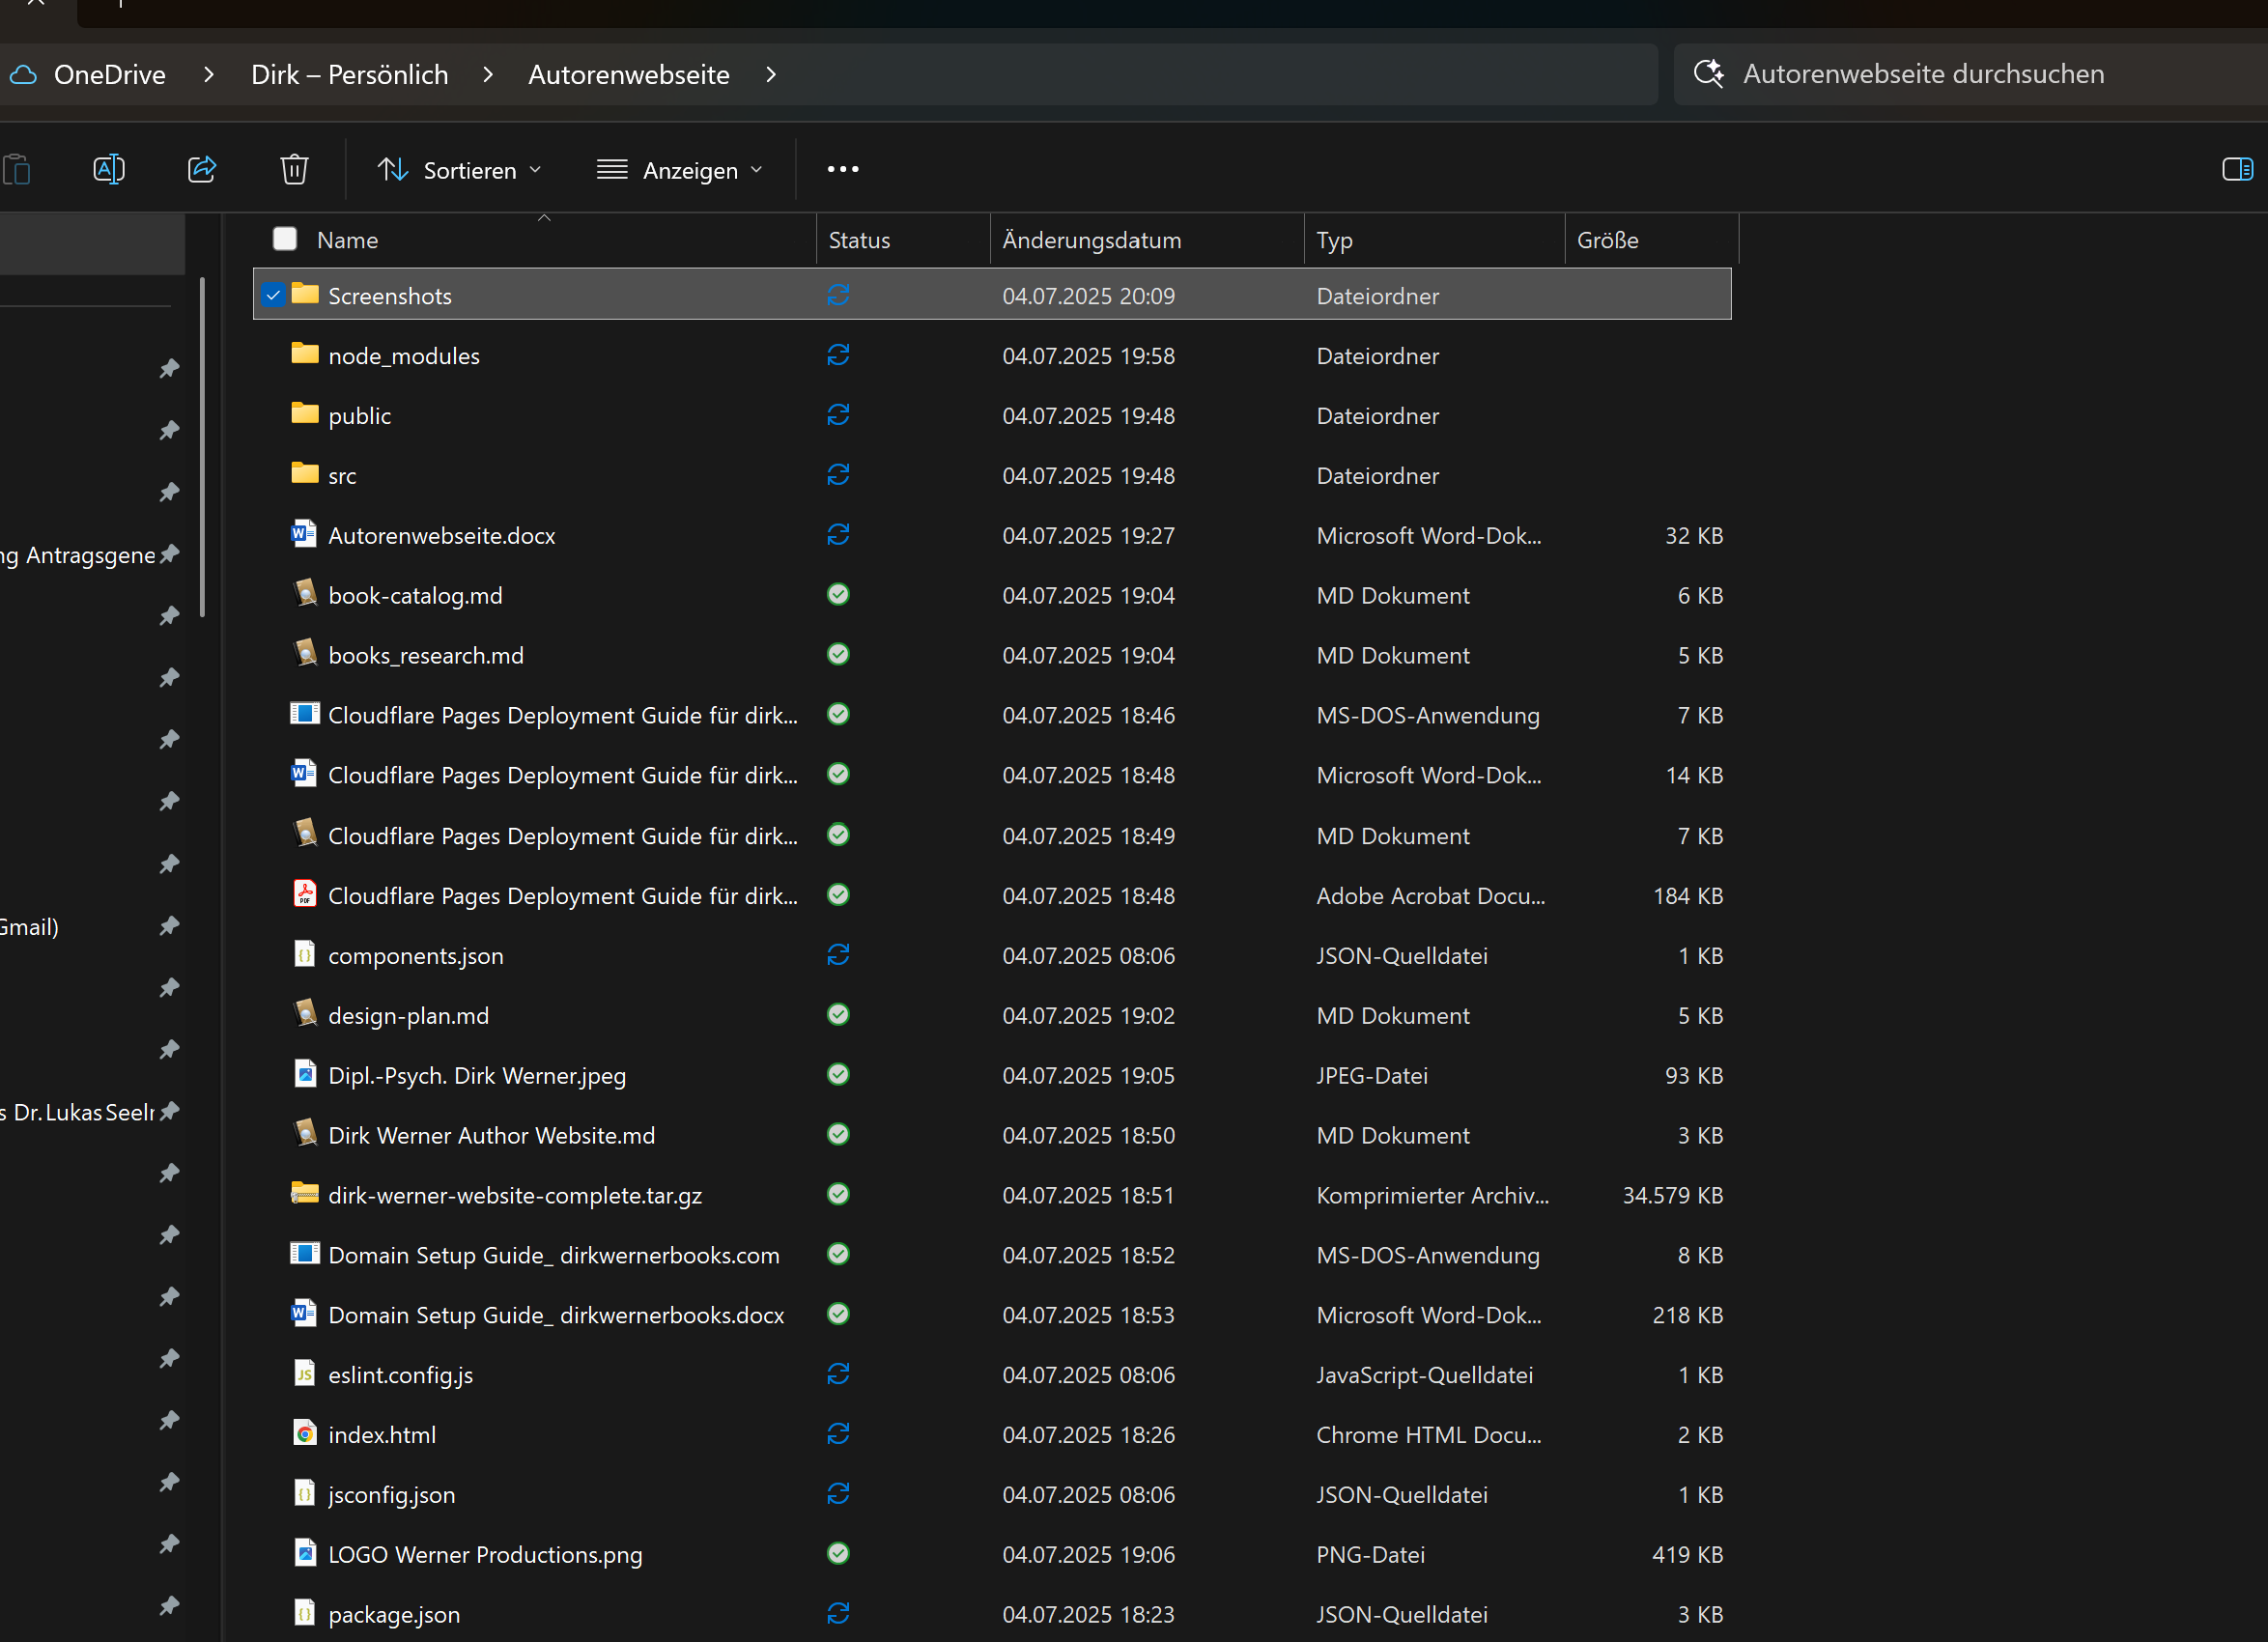 OneDrive > Dirk – Persönlich > Autorenwebseite >
Autorenwebseite durchsuchen
Sortieren
Anzeigen
ng Antragsgene
Gmail)
s Dr. Lukas Seelr
Name Status Änderungsdatum Typ Größe
Screenshots 04.07.2025 20:09 Dateiordner
node_modules 04.07.2025 19:58 Dateiordner
public 04.07.2025 19:48 Dateiordner
src 04.07.2025 19:48 Dateiordner
Autorenwebseite.docx 04.07.2025 19:27 Microsoft Word-Dok... 32 KB
book-catalog.md 04.07.2025 19:04 MD Dokument 6 KB
books_research.md 04.07.2025 19:04 MD Dokument 5 KB
Cloudflare Pages Deployment Guide für dirk... 04.07.2025 18:46 MS-DOS-Anwendung 7 KB
Cloudflare Pages Deployment Guide für dirk... 04.07.2025 18:48 Microsoft Word-Dok... 14 KB
Cloudflare Pages Deployment Guide für dirk... 04.07.2025 18:49 MD Dokument 7 KB
Cloudflare Pages Deployment Guide für dirk... 04.07.2025 18:48 Adobe Acrobat Docu... 184 KB
components.json 04.07.2025 08:06 JSON-Quelldatei 1 KB
design-plan.md 04.07.2025 19:02 MD Dokument 5 KB
Dipl.-Psych. Dirk Werner.jpeg 04.07.2025 19:05 JPEG-Datei 93 KB
Dirk Werner Author Website.md 04.07.2025 18:50 MD Dokument 3 KB
dirk-werner-website-complete.tar.gz 04.07.2025 18:51 Komprimierter Archiv... 34.579 KB
Domain Setup Guide_ dirkwernerbooks.com 04.07.2025 18:52 MS-DOS-Anwendung 8 KB
Domain Setup Guide_ dirkwernerbooks.docx 04.07.2025 18:53 Microsoft Word-Dok... 218 KB
eslint.config.js 04.07.2025 08:06 JavaScript-Quelldatei 1 KB
index.html 04.07.2025 18:26 Chrome HTML Docu... 2 KB
jsconfig.json 04.07.2025 08:06 JSON-Quelldatei 1 KB
LOGO Werner Productions.png 04.07.2025 19:06 PNG-Datei 419 KB
package.json 04.07.2025 18:23 JSON-Quelldatei 3 KB